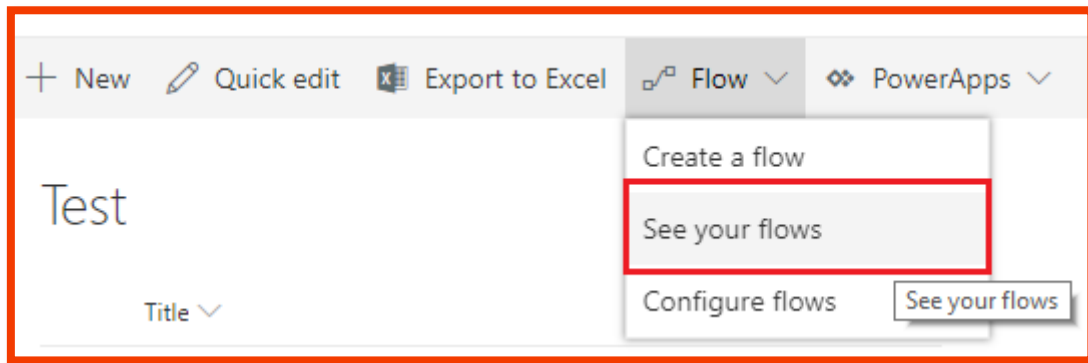 New Quick edit Export to Excel Flow PowerApps
Create a flow
Test
See your flows
Configure flows See your flows
Title